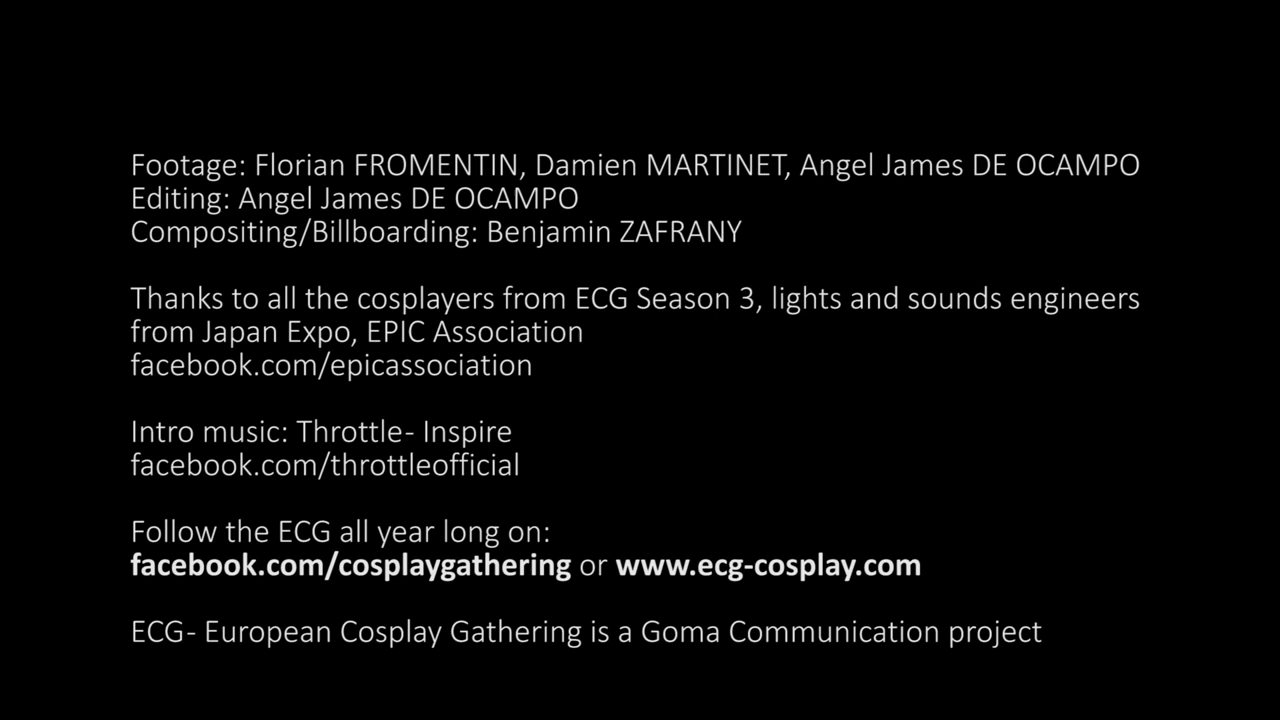 Footage: Florian FROMENTIN, Damien MARTINET, Angel James DE OCAMPO
Editing: Angel James DE OCAMPO
Compositing/Billboarding: Benjamin ZAFRANY
Thanks to all the cosplayers from ECG Season 3, lights and sounds engineers
from Japan Expo, EPIC Association
facebook.com/epicassociation
Intro music: Throttle- Inspire
facebook.com/throttleofficial
Follow the ECG all year long on:
facebook.com/cosplaygathering or www.ecg-cosplay.com
ECG- European Cosplay Gathering is a Goma Communication project